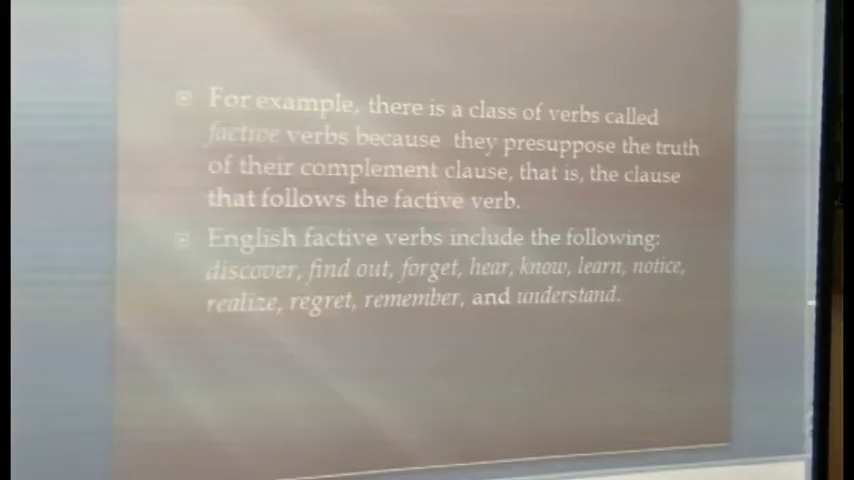 For example, there is a class of verbs called
factive verbs because they presuppose the truth
of their complement clause, that is, the clause
that follows the factive verb.
English factive verbs include the following:
discover, find out, forget, hear, know, learn, notice,
realize, regret, remember, and understand.